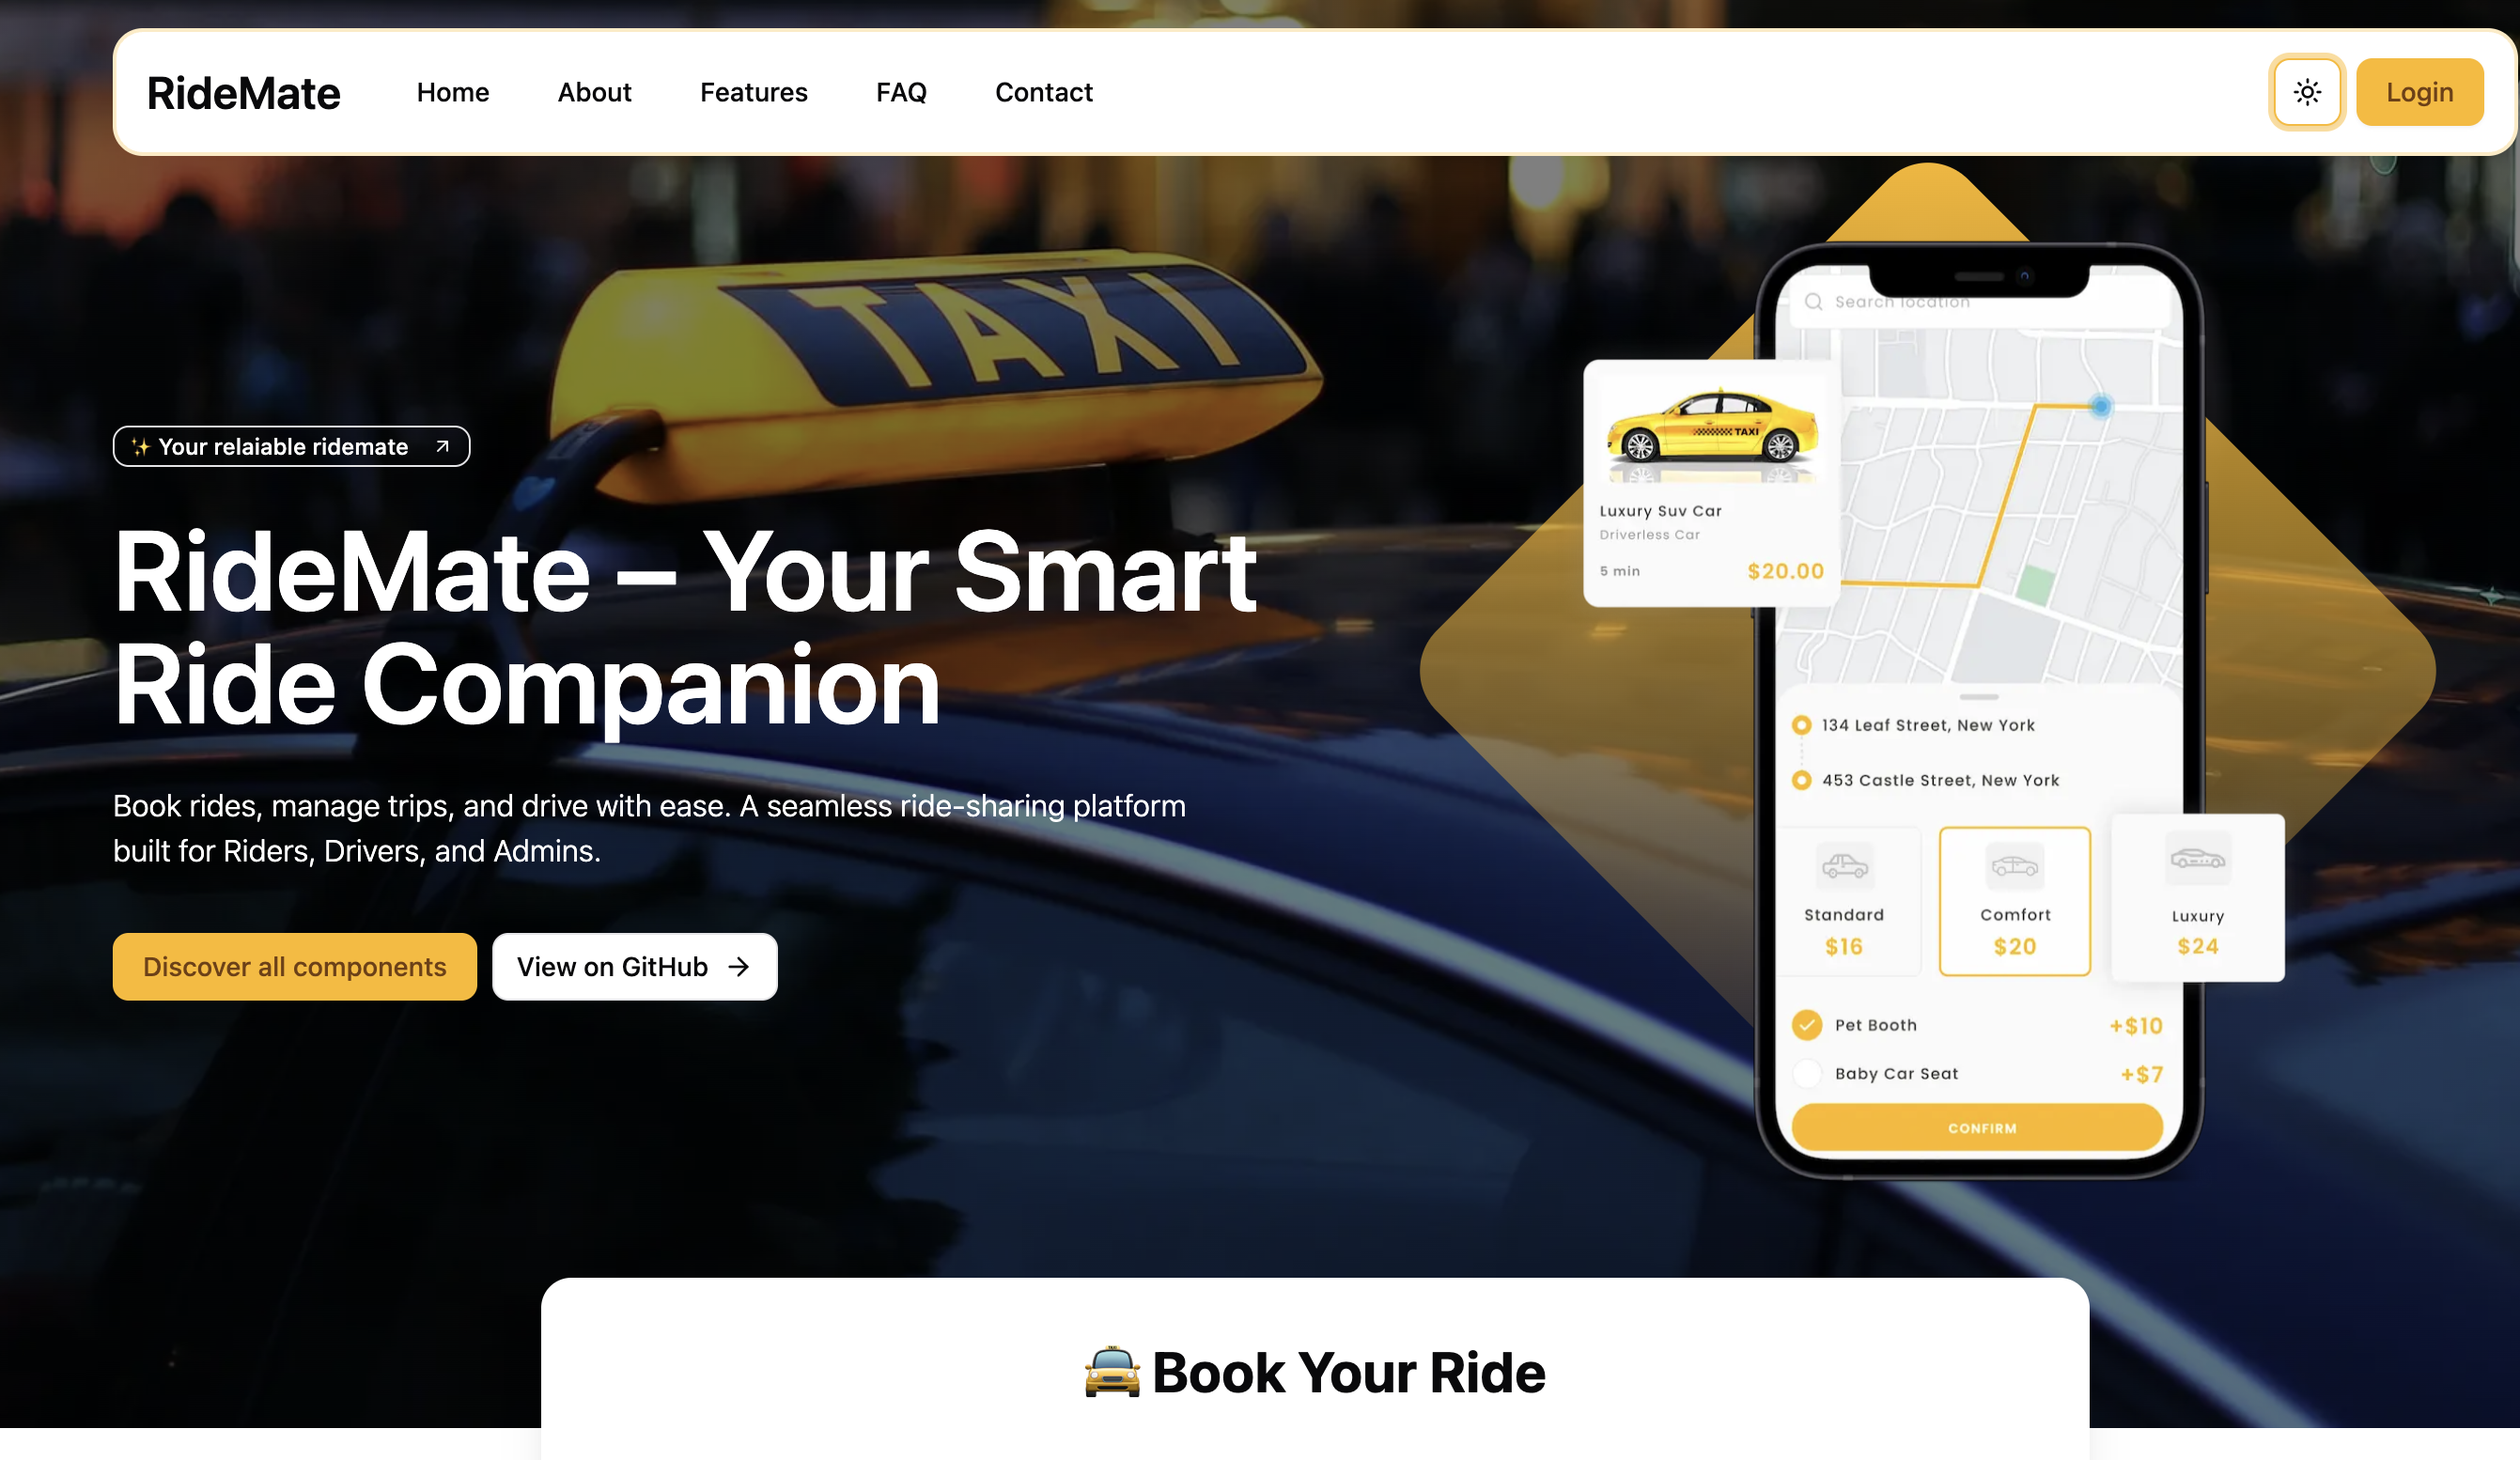 RideMate
Home
About
Features
FAQ
Contact
Login
TAXI
✨ Your relaiable ridemate
RideMate – Your Smart
Ride Companion
Book rides, manage trips, and drive with ease. A seamless ride-sharing platform
built for Riders, Drivers, and Admins.
Discover all components
View on GitHub
Search location
TAXI
Luxury Suv Car
Driverless Car
5 min
$20.00
134 Leaf Street, New York
453 Castle Street, New York
Standard
$16
Comfort
$20
Luxury
$24
Pet Booth
+$10
Baby Car Seat
+$7
CONFIRM
🚖 Book Your Ride